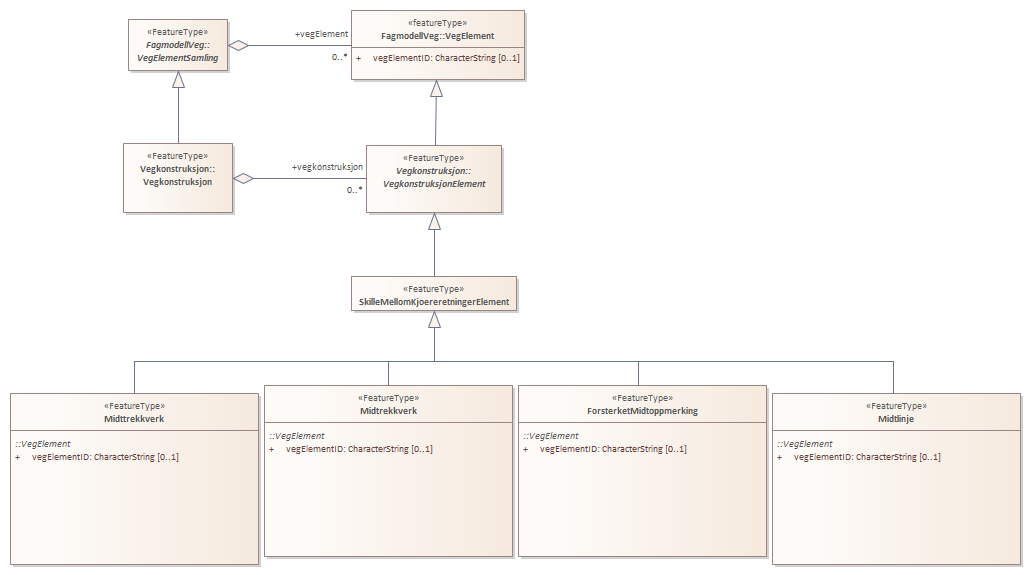 «FeatureType»
FagmodellVeg::
VegElementSamling
+vegElement
0..*
«featureType»
FagmodellVeg::VegElement
+ vegElementID: CharacterString [0..1]
«FeatureType»
Vegkonstruksjon::
Vegkonstruksjon
+vegkonstruksjon
0..*
«FeatureType»
Vegkonstruksjon::
VegkonstruksjonElement
«FeatureType»
SkilleMellomKjoereretningerElement
«FeatureType»
Midttrekkverk
::VegElement
+ vegElementID: CharacterString [0..1]
«FeatureType»
Midtrekkverk
::VegElement
+ vegElementID: CharacterString [0..1]
«FeatureType»
ForsterketMidtoppmerking
::VegElement
+ vegElementID: CharacterString [0..1]
«FeatureType»
Midtlinje
::VegElement
+ vegElementID: CharacterString [0..1]